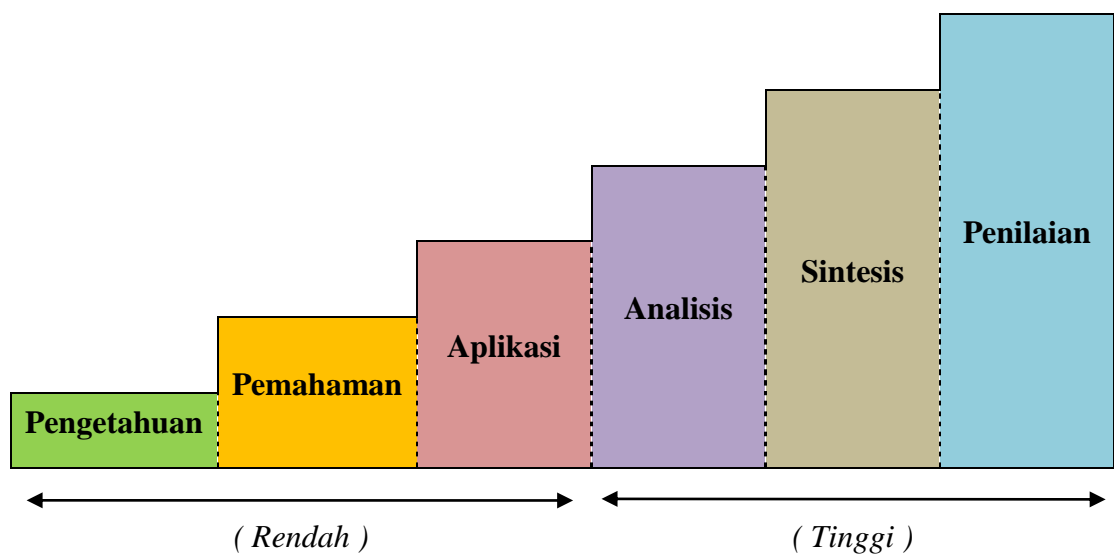 Pengetahuan
Pemahaman
Aplikasi
Analisis
Sintesis
Penilaian
( Rendah )
( Tinggi )